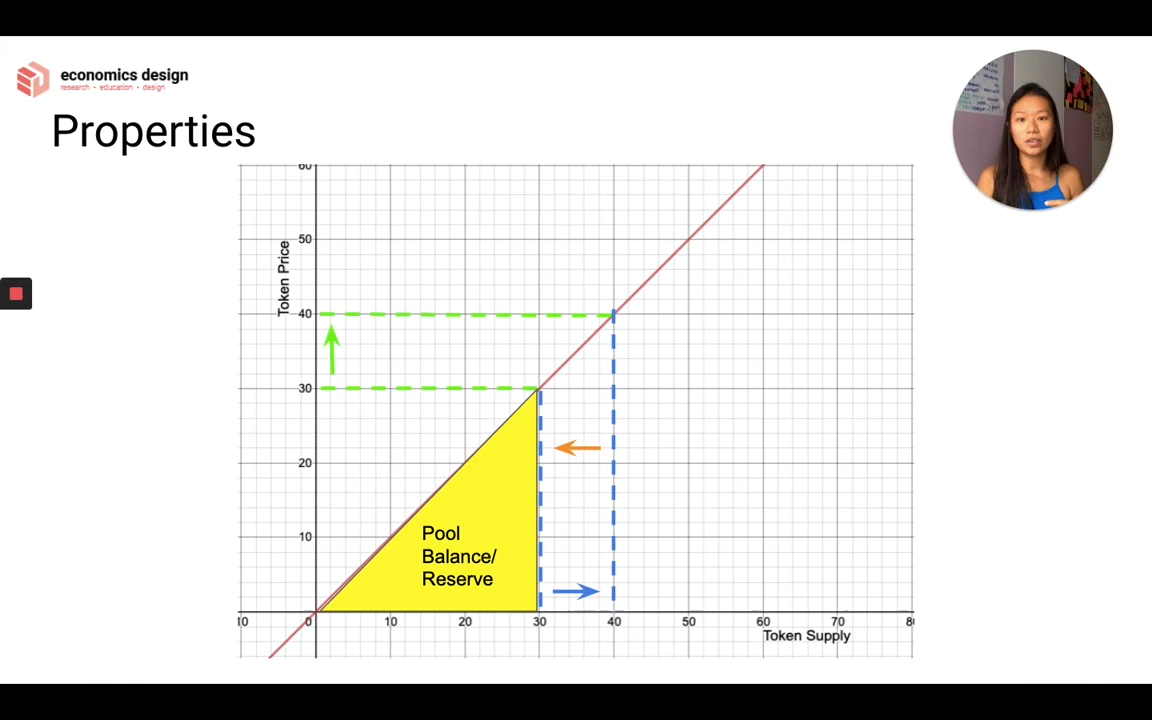 economics design
research • education • design
Properties
60
50
Token Price
40
30
20
10
Pool
Balance/
Reserve
10
0
10
20
30
40
50
60
70
Token Supply